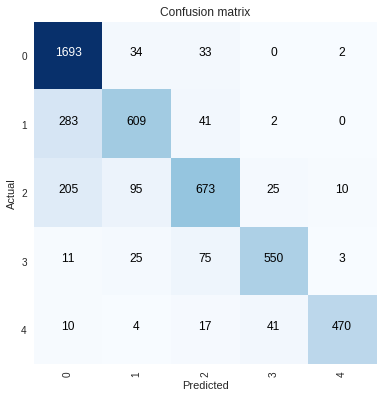 Confusion matrix
0 1693 34 33 0 2
1 283 609 41 2 0
Actual
2 205 95 673 25 10
3 11 25 75 550 3
4 10 4 17 41 470
0 1 2 3 4
Predicted